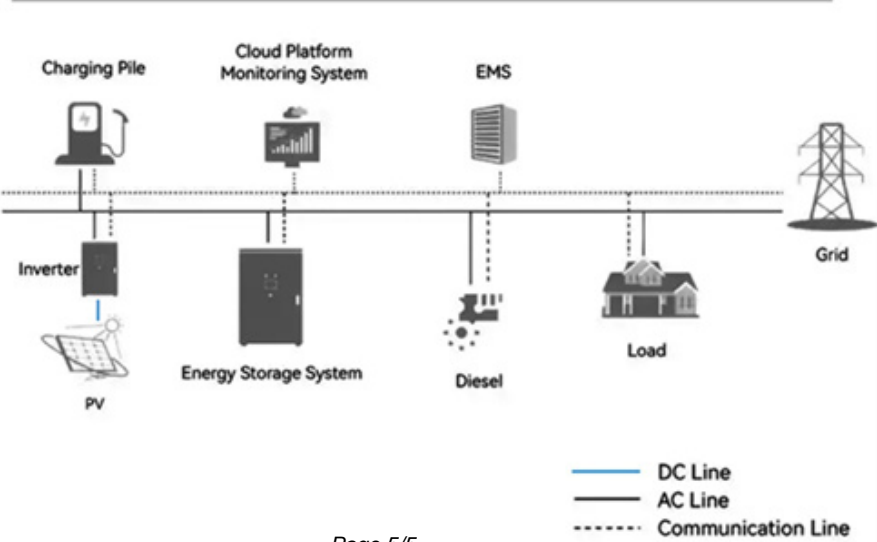 Charging Pile
Cloud Platform
Monitoring System
EMS
Grid
Inverter
Energy Storage System
PV
Diesel
Load
DC Line
AC Line
Communication Line
Page 5/5